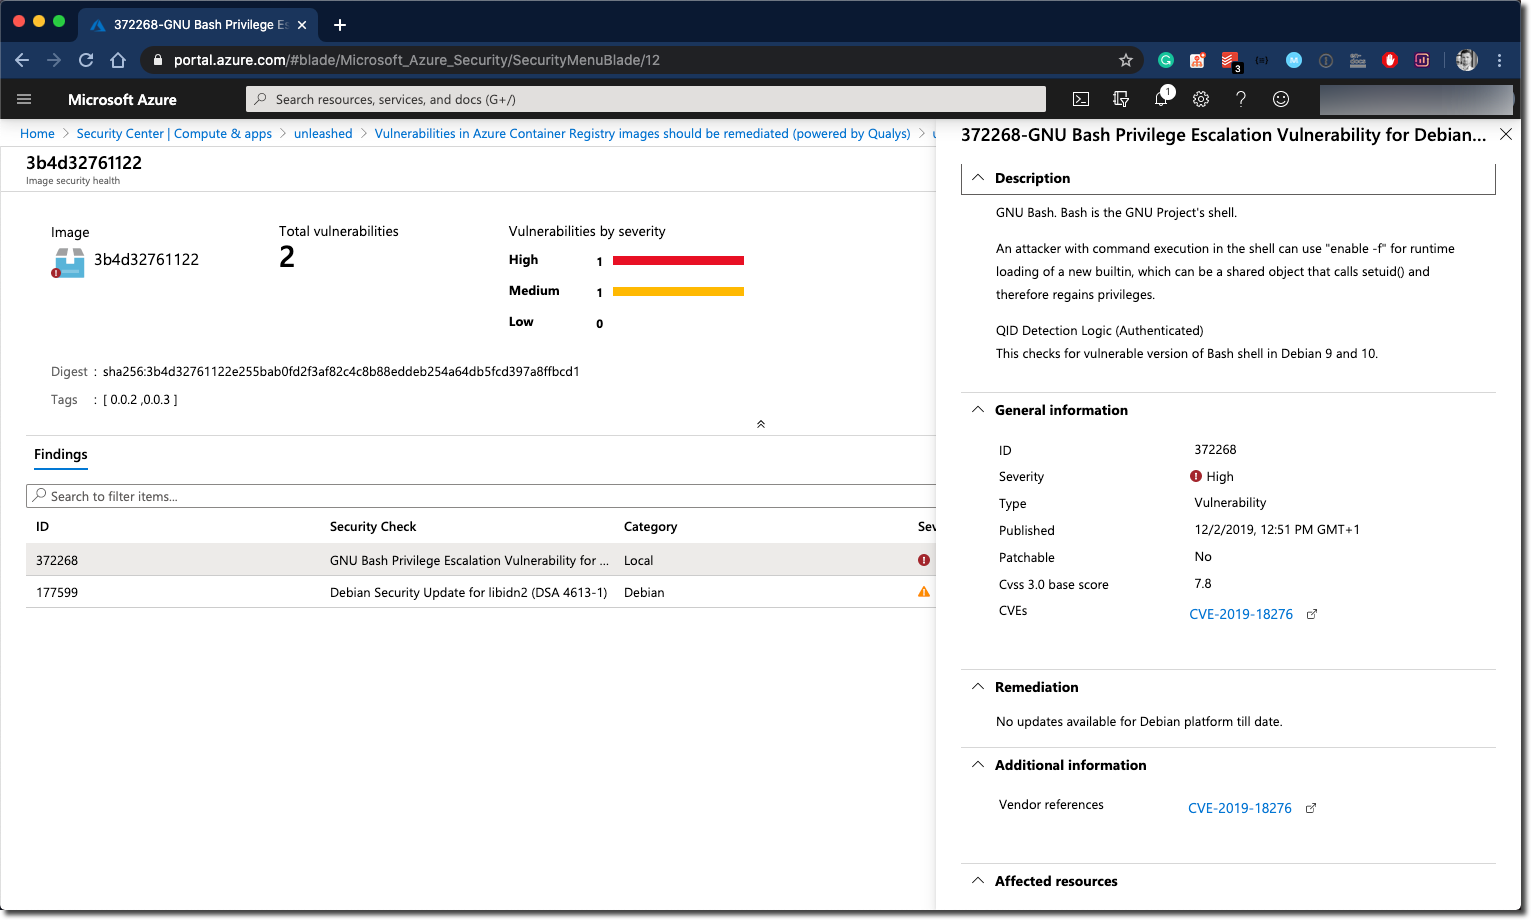 372268-GNU Bash Privilege Es
portal.azure.com/#blade/Microsoft_Azure_Security/SecurityMenuBlade/12
3
Microsoft Azure
Search resources, services, and docs (G+/)
1
Home > Security Center | Compute & apps > unleashed > Vulnerabilities in Azure Container Registry images should be remediated (powered by Qualys) >
3b4d32761122
Image security health
Image
3b4d32761122
Total vulnerabilities
2
Vulnerabilities by severity
High 1
Medium 1
Low 0
Digest : sha256:3b4d32761122e255bab0fd2f3af82c4c8b88eddeb254a64db5fcd397a8ffbcd1
Tags : [ 0.0.2 ,0.0.3 ]
Findings
Search to filter items...
ID Security Check Category Sev
372268 GNU Bash Privilege Escalation Vulnerability for ... Local
177599 Debian Security Update for libidn2 (DSA 4613-1) Debian
372268-GNU Bash Privilege Escalation Vulnerability for Debian...
Description
GNU Bash. Bash is the GNU Project's shell.
An attacker with command execution in the shell can use "enable -f" for runtime
loading of a new builtin, which can be a shared object that calls setuid() and
therefore regains privileges.
QID Detection Logic (Authenticated)
This checks for vulnerable version of Bash shell in Debian 9 and 10.
General information
ID 372268
Severity High
Type Vulnerability
Published 12/2/2019, 12:51 PM GMT+1
Patchable No
Cvss 3.0 base score 7.8
CVEs CVE-2019-18276
Remediation
No updates available for Debian platform till date.
Additional information
Vendor references CVE-2019-18276
Affected resources